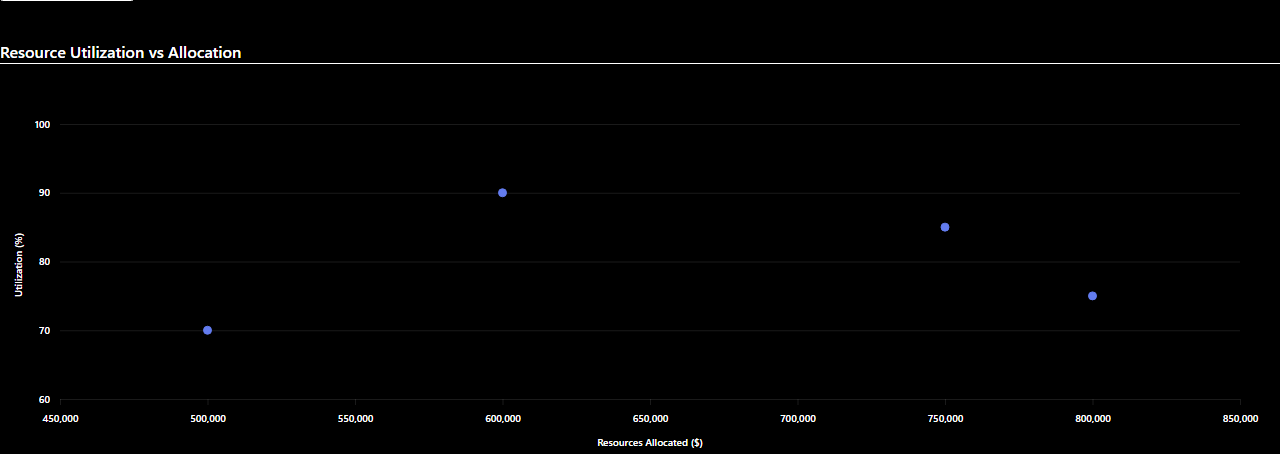 Resource Utilization vs Allocation
100
90
80
70
60
Utilization (%)
450,000 500,000 550,000 600,000 650,000 700,000 750,000 800,000 850,000
Resources Allocated ($)